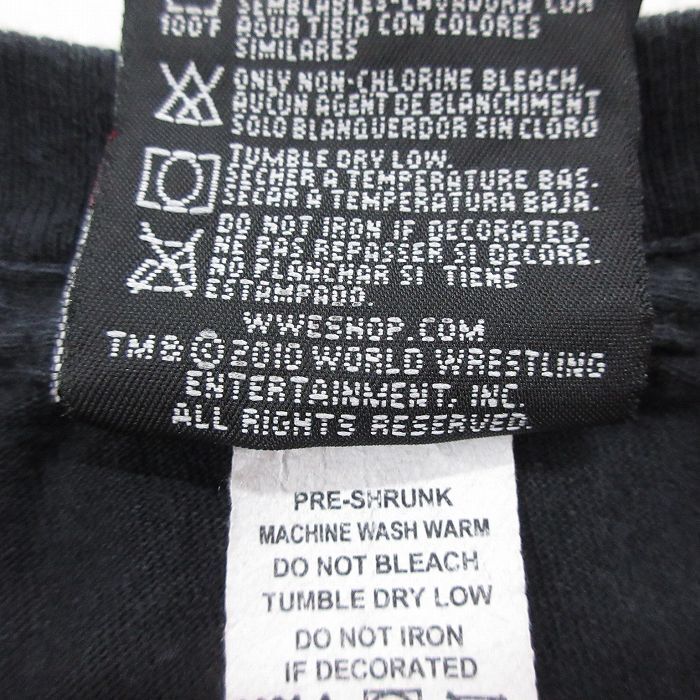 SEMBLABLES-LAVADORA CON
100°F AGUA TIBIA CON COLORES
SIMILARES
ONLY NON-CHLORINE BLEACH.
AUCUN AGENT DE BLANCHIMENT
SOLO BLANQUERDOR SIN CLORO
TUMBLE DRY LOW.
SECHER A TEMPERATURE BAS.
SECAR A TEMPERATURA BAJA.
DO NOT IRON IF DECORATED.
NE PAS REPASSER SI DECORE.
NO PLANCHAR SI TIENE
ESTAMPADO.
WWESHOP.COM
TM & © 2010 WORLD WRESTLING
ENTERTAINMENT, INC.
ALL RIGHTS RESERVED.
PRE-SHRUNK
MACHINE WASH WARM
DO NOT BLEACH
TUMBLE DRY LOW
DO NOT IRON
IF DECORATED